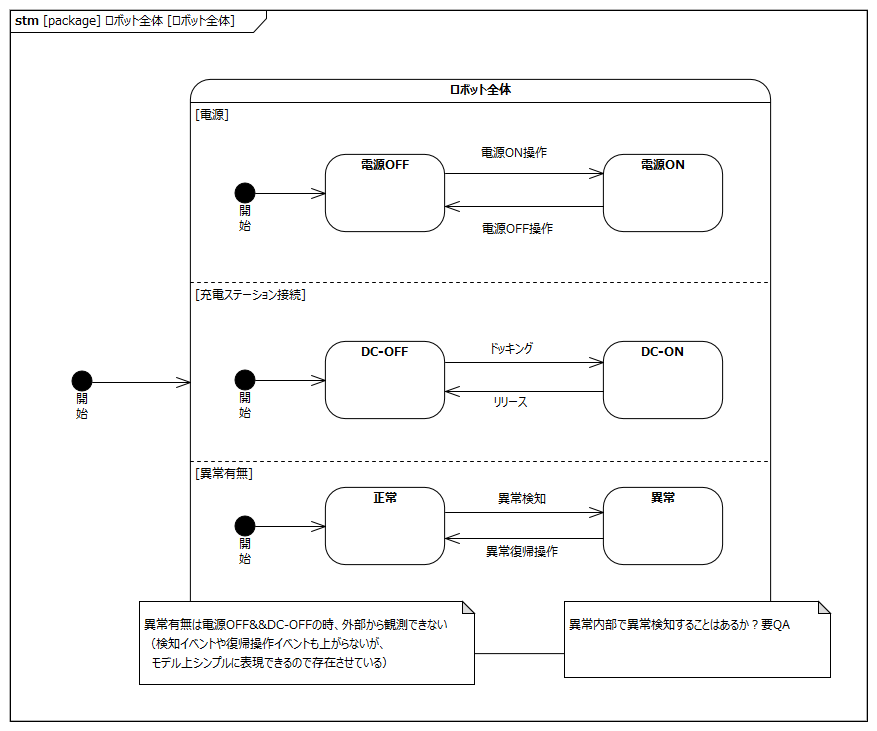 stm [package] ロボット全体 [ロボット全体]
ロボット全体
[電源]
電源OFF
電源ON操作
電源ON
開
始
電源OFF操作
[充電ステーション接続]
DC-OFF
ドッキング
DC-ON
開
始
開
始
リリース
[異常有無]
正常
異常検知
異常
開
始
異常復帰操作
異常有無は電源OFF&&DC-OFFの時、外部から観測できない
（検知イベントや復帰操作イベントも上がらないが、
モデル上シンプルに表現できるので存在させている）
異常内部で異常検知することはあるか？要QA